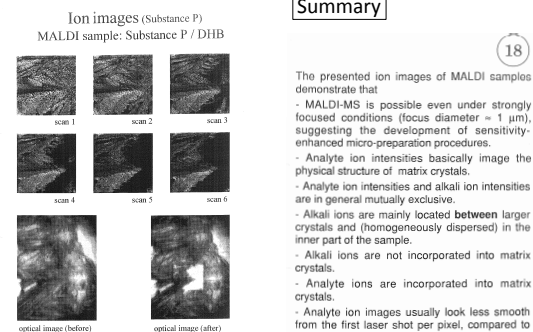 Ion images (Substance P)
MALDI sample: Substance P / DHB
scan 1
scan 2
scan 3
scan 4
scan 5
scan 6
optical image (before)
optical image (after)
Summary
18
The presented ion images of MALDI samples
demonstrate that
- MALDI-MS is possible even under strongly
focused conditions (focus diameter ≈ 1 µm),
suggesting the development of sensitivity-
enhanced micro-preparation procedures.
- Analyte ion intensities basically image the
physical structure of matrix crystals.
- Analyte ion intensities and alkali ion intensities
are in general mutually exclusive.
- Alkali ions are mainly located between larger
crystals and (homogeneously dispersed) in the
inner part of the sample.
- Alkali ions are not incorporated into matrix
crystals.
- Analyte ions are incorporated into matrix
crystals.
- Analyte ion images usually look less smooth
from the first laser shot per pixel, compared to